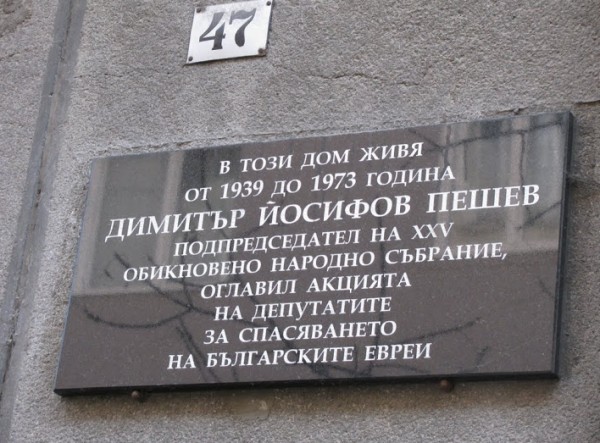 47
В ТОЗИ ДОМ ЖИВЯ
ОТ 1939 ДО 1973 ГОДИНА
ДИМИТЪР ЙОСИФОВ ПЕШЕВ
ПОДПРЕДСЕДАТЕЛ НА XXV
ОБИКНОВЕНО НАРОДНО СЪБРАНИЕ,
ОГЛАВИЛ АКЦИЯТА
НА ДЕПУТАТИТЕ
ЗА СПАСЯВАНЕТО
НА БЪЛГАРСКИТЕ ЕВРЕИ